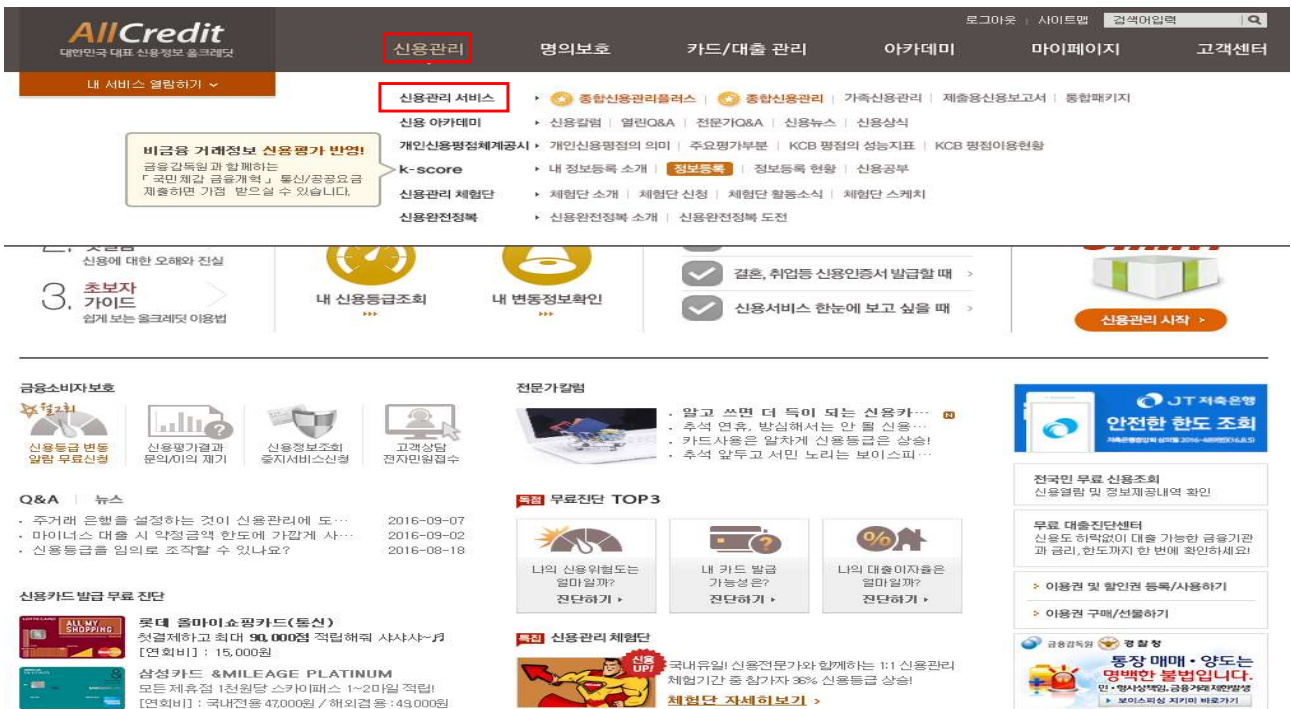 로그아웃 | 사이트맵 검색어입력
AllCredit
대한민국 대표 신용정보 올크레딧
신용관리 명의보호 카드/대출 관리 아카데미 마이페이지 고객센터
내 서비스 열람하기
신용관리 서비스 ▸ 종합신용관리플러스 | 종합신용관리 | 가족신용관리 | 제출용신용보고서 | 통합패키지
신용 아카데미 ▸ 신용칼럼 | 열린Q&A | 전문가Q&A | 신용뉴스 | 신용상식
개인신용평점체계공시 ▸ 개인신용평점의 의미 | 주요평가부분 | KCB 평점의 성능지표 | KCB 평점이용현황
k-score ▸ 내 정보등록 소개 | 정보등록 | 정보등록 현황 | 신용공부
신용관리 체험단 ▸ 체험단 소개 | 체험단 신청 | 체험단 활동소식 | 체험단 스케치
신용완전정복 ▸ 신용완전정복 소개 | 신용완전정복 도전
비금융 거래정보 신용평가 반영!
금융감독원과 함께하는
「국민체감 금융개혁」 통신/공공요금
제출하면 가점 받으실 수 있습니다.
신용에 대한 오해와 진실
3. 초보자
가이드
쉽게 보는 올크레딧 이용법
내 신용등급조회
내 변동정보확인
결혼, 취업등 신용인증서 발급할 때 >
신용서비스 한눈에 보고 싶을 때 >
신용관리 시작 >
금융소비자보호
월2회
신용등급 변동
알람 무료신청
신용평가결과
문의/이의 제기
신용정보조회
중지서비스신청
고객상담
전자민원접수
전문가칼럼
· 알고 쓰면 더 득이 되는 신용카… N
· 추석 연휴, 방심해서는 안 될 신용…
· 카드사용은 알차게 신용등급은 상승!
· 추석 앞두고 서민 노리는 보이스피…
JT저축은행
안전한 한도 조회
전국민 무료 신용조회
신용열람 및 정보제공내역 확인
무료 대출진단센터
신용도 하락없이 대출 가능한 금융기관
과 금리,한도까지 한 번에 확인하세요!
> 이용권 및 할인권 등록/사용하기
> 이용권 구매/선물하기
Q&A | 뉴스
· 주거래 은행을 설정하는 것이 신용관리에 도… 2016-09-07
· 마이너스 대출 시 약정금액 한도에 가깝게 사… 2016-09-02
· 신용등급을 임의로 조작할 수 있나요? 2016-08-18
독점 무료진단 TOP3
나의 신용위험도는
얼마일까?
진단하기 ▸
내 카드 발급
가능성은?
진단하기 ▸
나의 대출이자율은
얼마일까?
진단하기 ▸
신용카드 발급 무료 진단
ALL MY
SHOPPING
롯데 올마이쇼핑카드(통신)
첫결제하고 최대 90,000점 적립해줘 샤샤샤~♬
[연회비] : 15,000원
삼성카드 &MILEAGE PLATINUM
모든 제휴점 1천원당 스카이패스 1~2마일 적립!
[연회비] : 국내전용 47,000원 / 해외겸용 :49,000원
특진 신용관리 체험단
신용
UP!
국내유일! 신용전문가와 함께하는 1:1 신용관리
체험기간 중 참가자 36% 신용등급 상승!
체험단 자세히보기 >
금융감독원 경찰청
통장 매매 • 양도는
명백한 불법입니다.
민·형사상책임,금융거래 제한발생
▸ 보이스피싱 지키미 바로가기